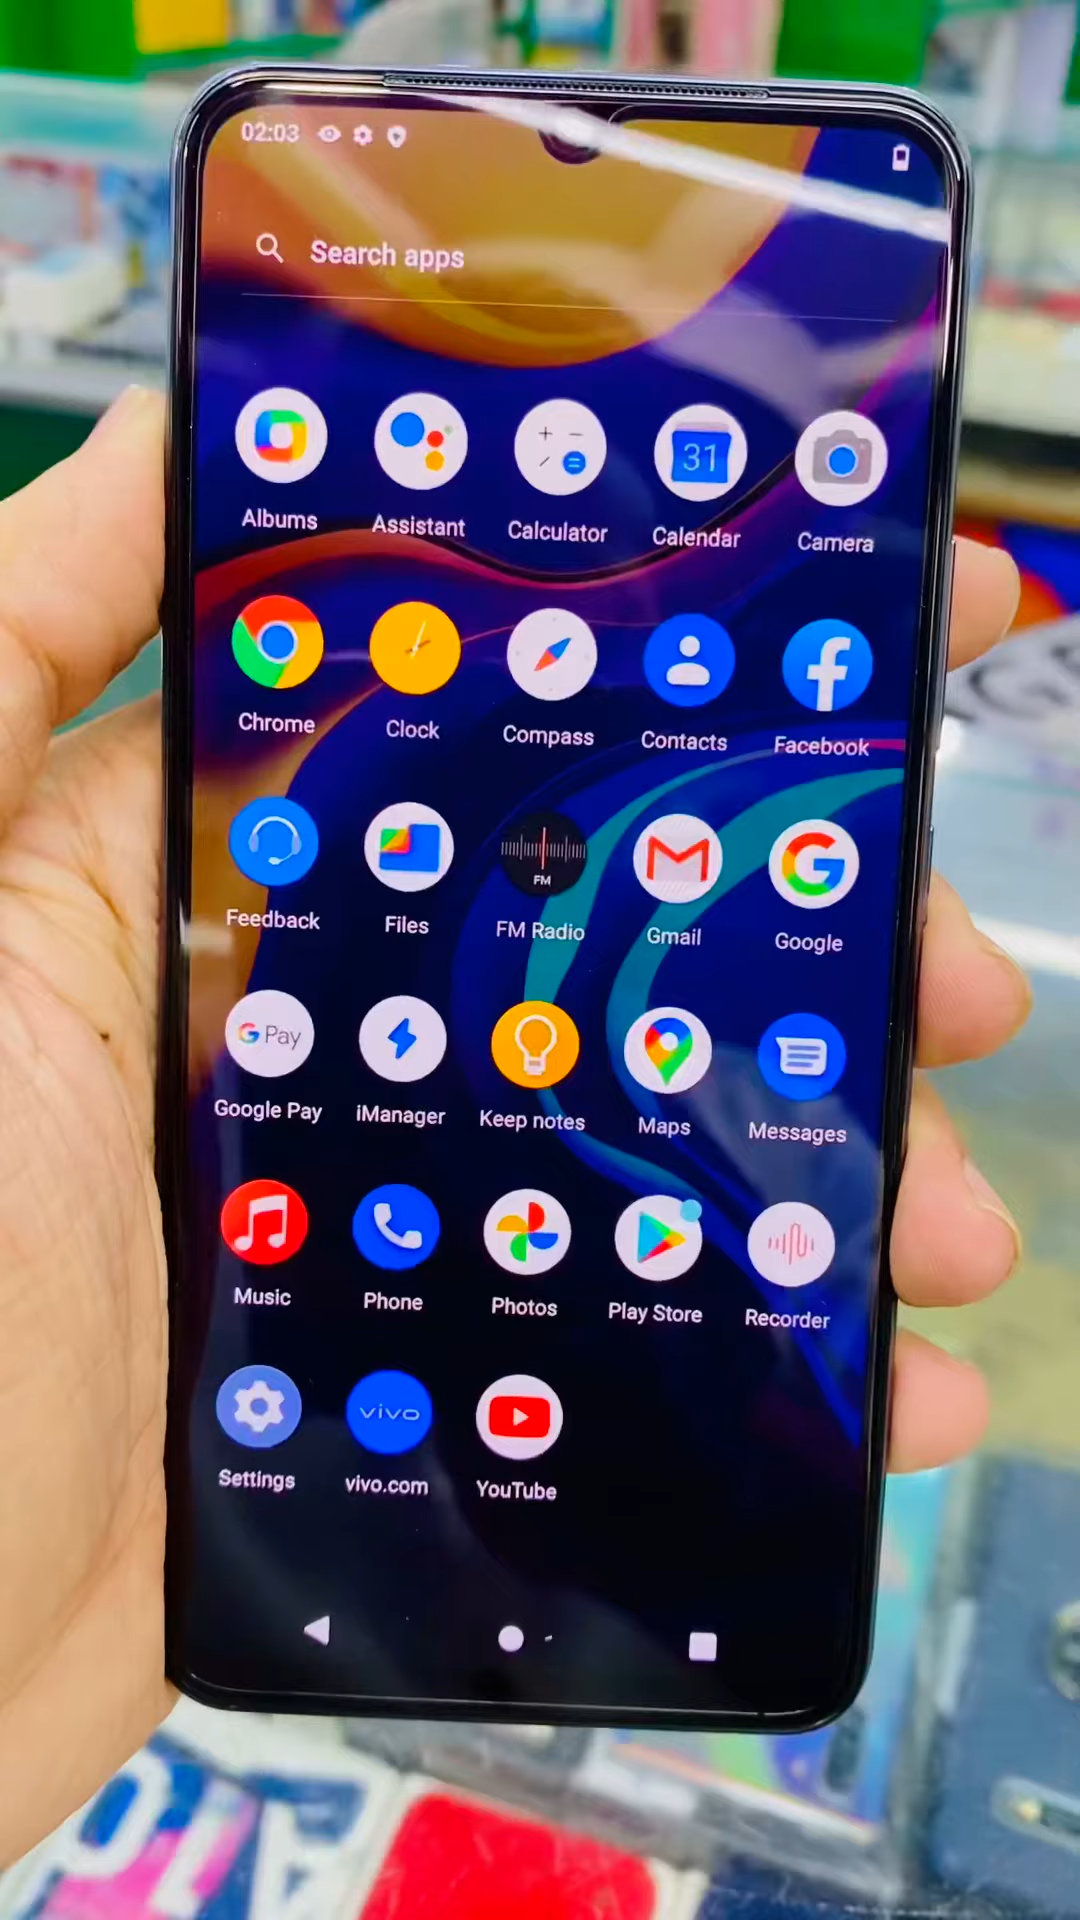 02:03
Search apps
31
Albums Assistant Calculator Calendar Camera
Chrome Clock Compass Contacts Facebook
FM
Feedback Files FM Radio Gmail Google
G Pay
Google Pay iManager Keep notes Maps Messages
Music Phone Photos Play Store Recorder
vivo
Settings vivo.com YouTube